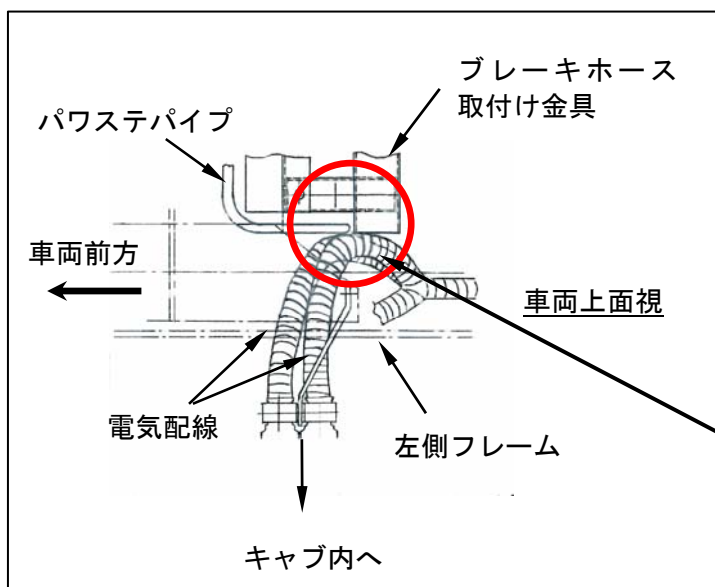 ブレーキホース
取付け金具
パワステパイプ
車両前方
車両上面視
電気配線
左側フレーム
キャブ内へ